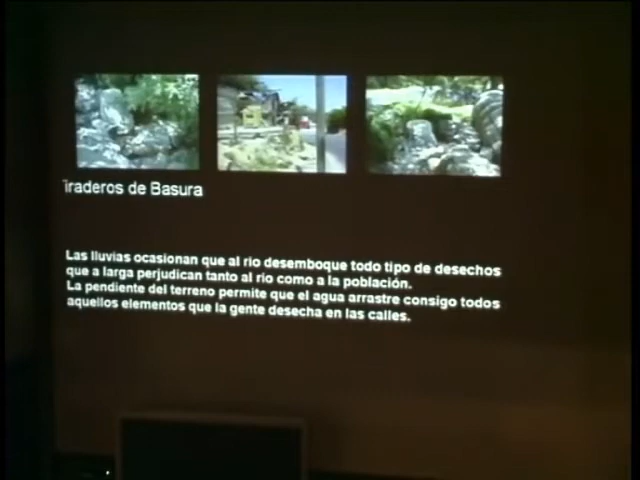 Tiraderos de Basura
Las lluvias ocasionan que al rio desemboque todo tipo de desechos
que a larga perjudican tanto al rio como a la población.
La pendiente del terreno permite que el agua arrastre consigo todos
aquellos elementos que la gente desecha en las calles.